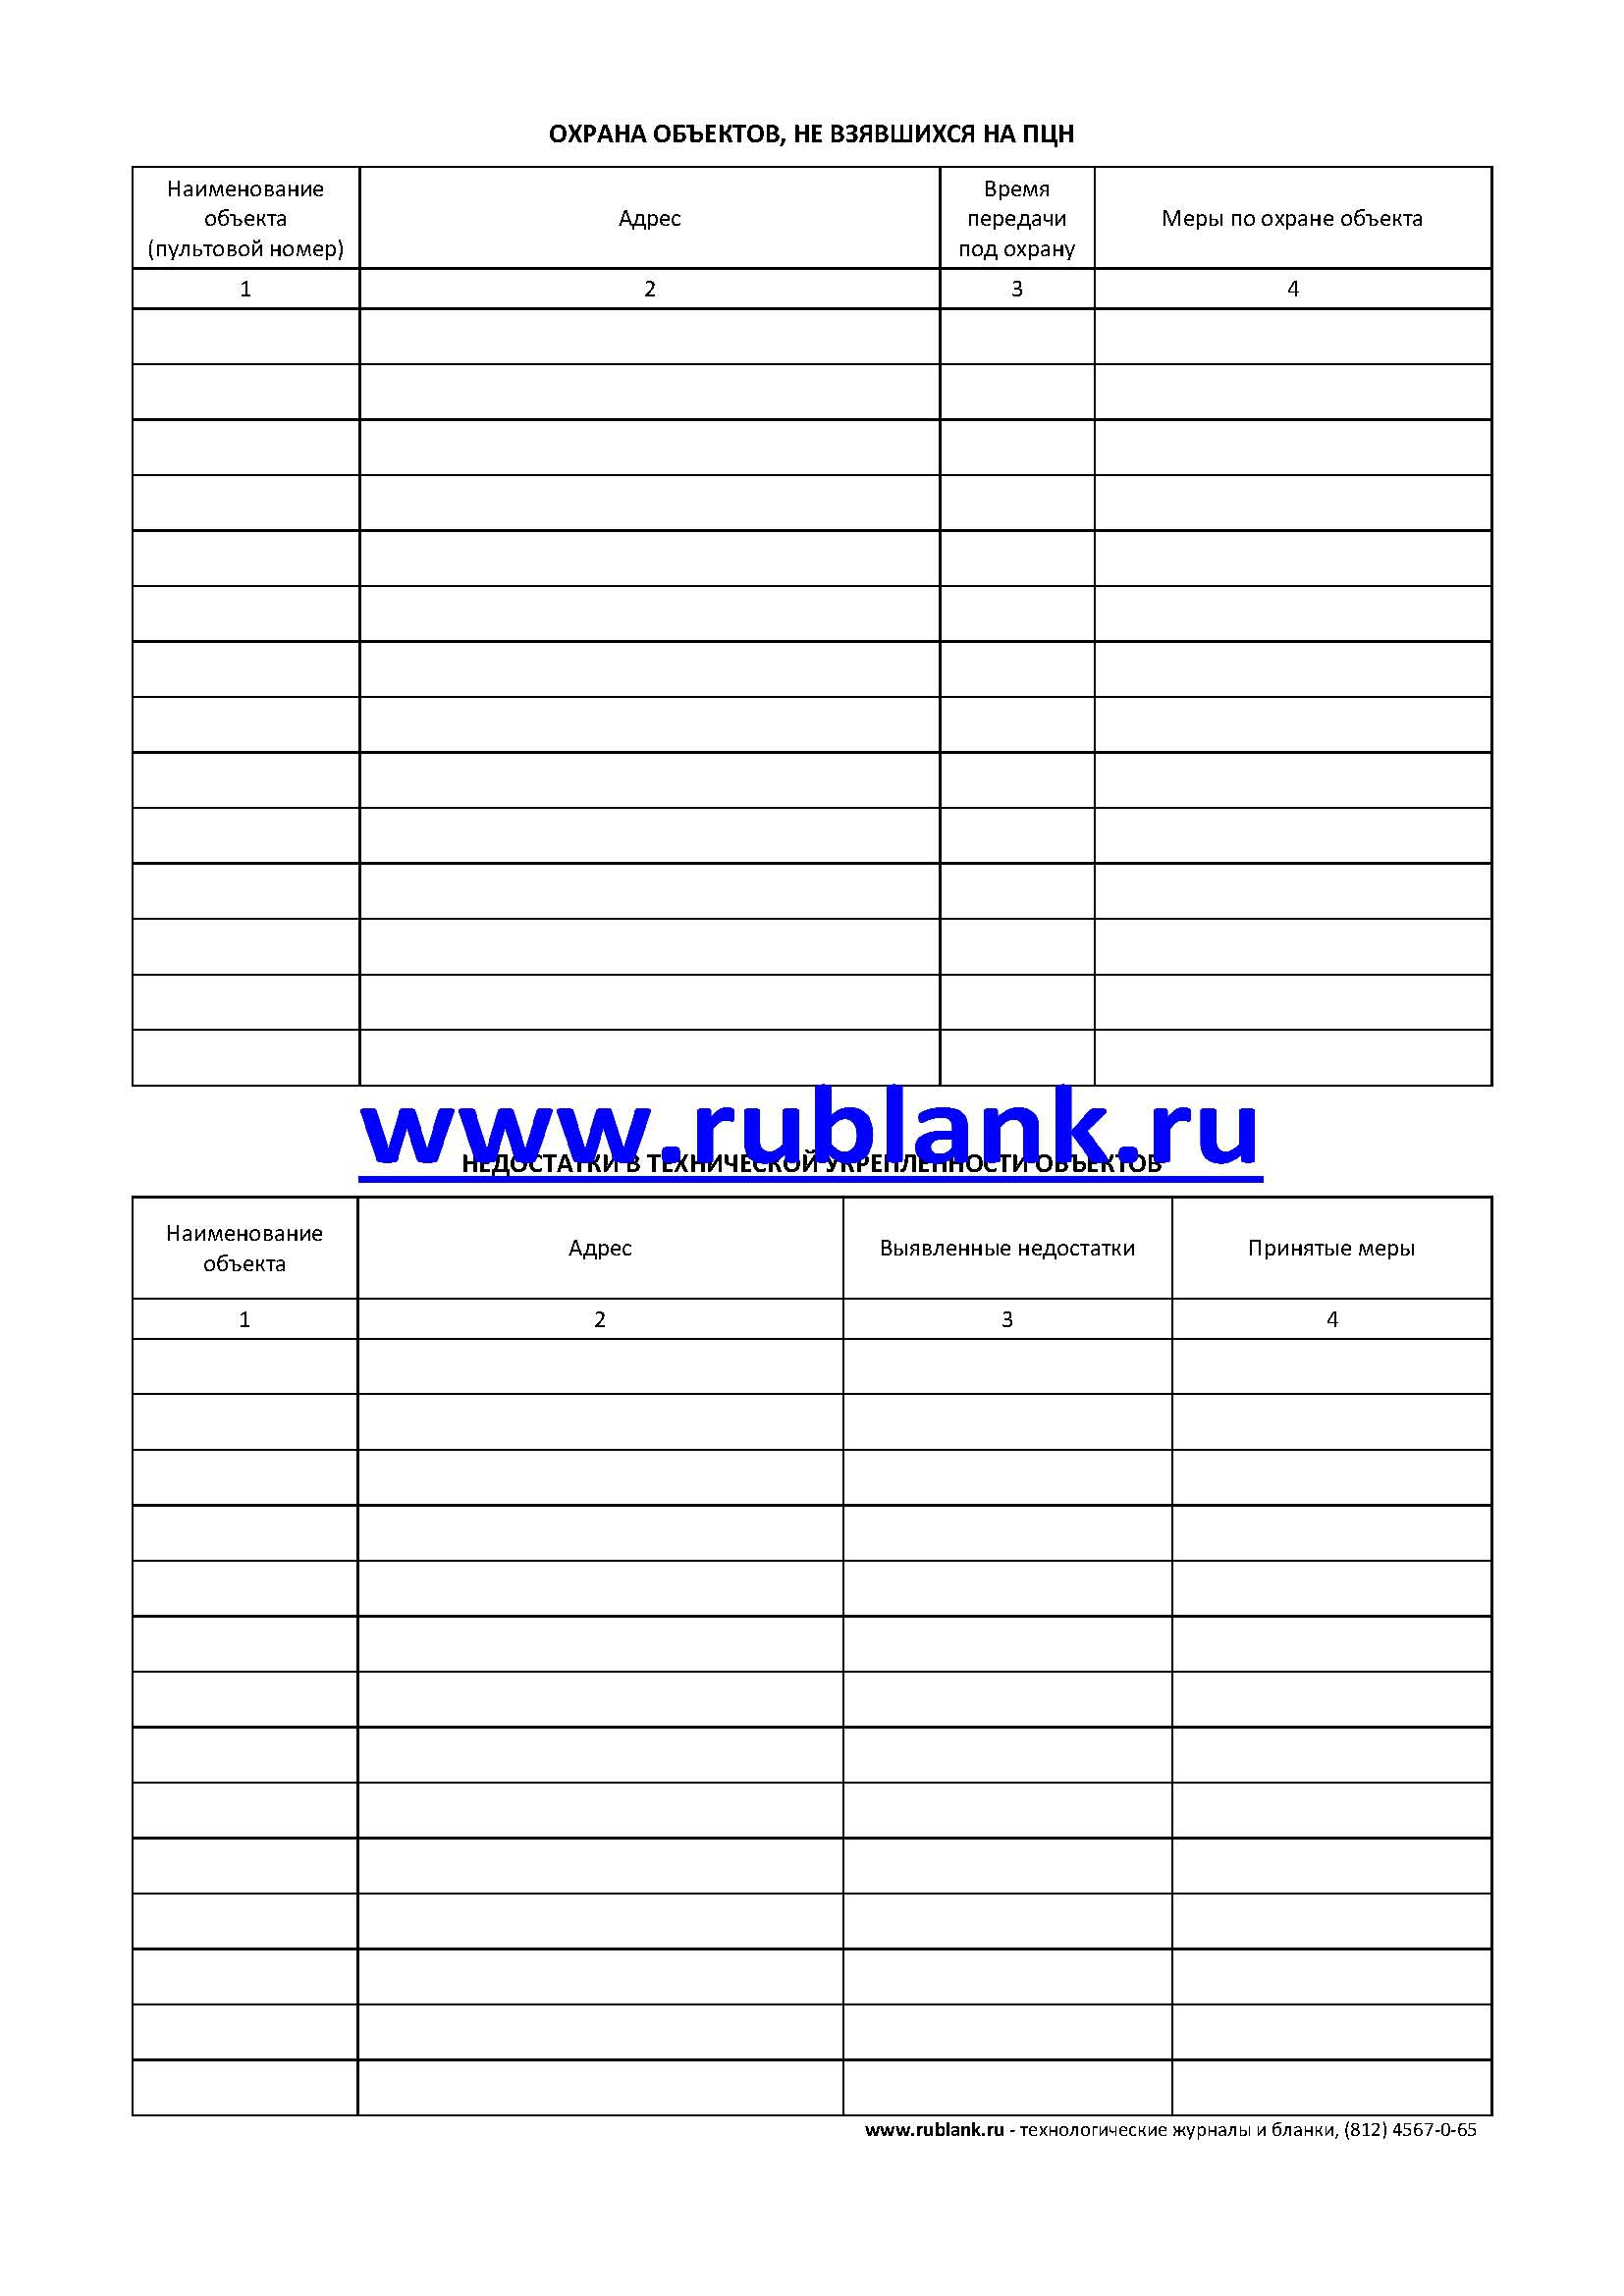 ОХРАНА ОБЪЕКТОВ, НЕ ВЗЯВШИХСЯ НА ПЦН
Наименование
объекта
(пультовой номер)
Адрес
Время
передачи
под охрану
Меры по охране объекта
1 2 3 4
www.rublank.ru
НЕДОСТАТКИ В ТЕХНИЧЕСКОЙ УКРЕПЛЕННОСТИ ОБЪЕКТОВ
Наименование
объекта
Адрес
Выявленные недостатки
Принятые меры
1 2 3 4
www.rublank.ru - технологические журналы и бланки, (812) 4567-0-65